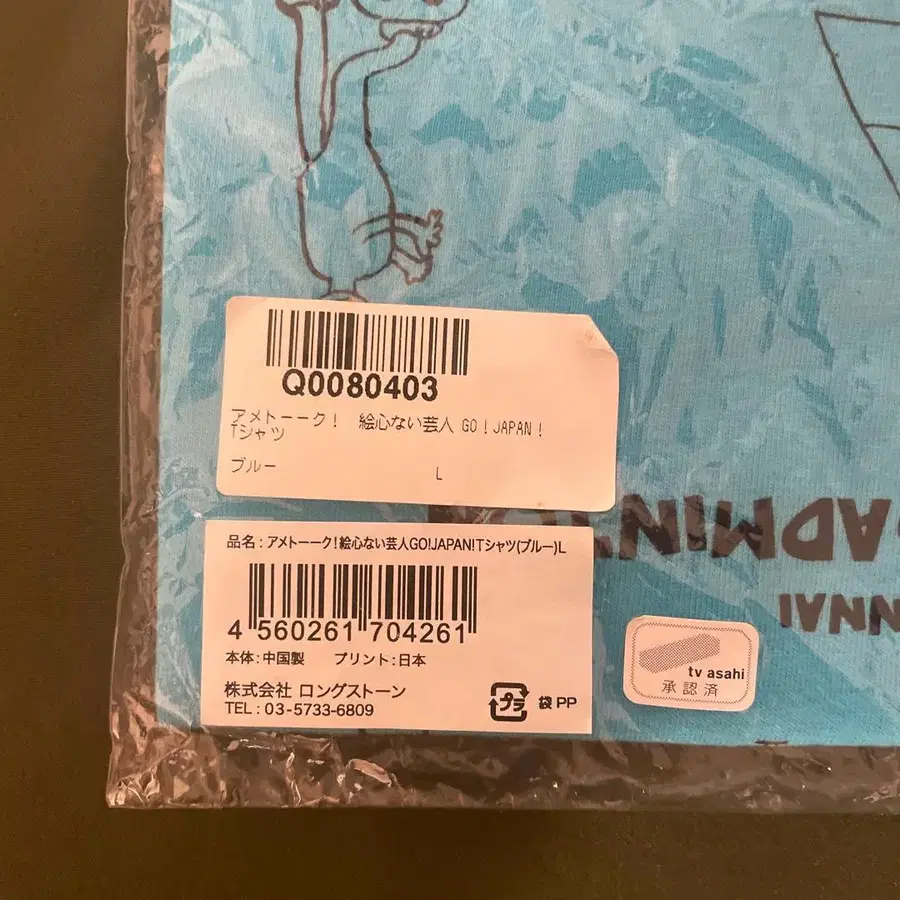 Q0080403
アメトーーク！ 絵心ない芸人 GO！JAPAN！
Tシャツ
ブルー L
品名：アメトーーク！絵心ない芸人GO!JAPAN!Tシャツ(ブルー)L
4 560261 704261
本体：中国製 プリント：日本
株式会社 ロングストーン
TEL：03-5733-6809
プラ 袋 PP
tv asahi
承認済